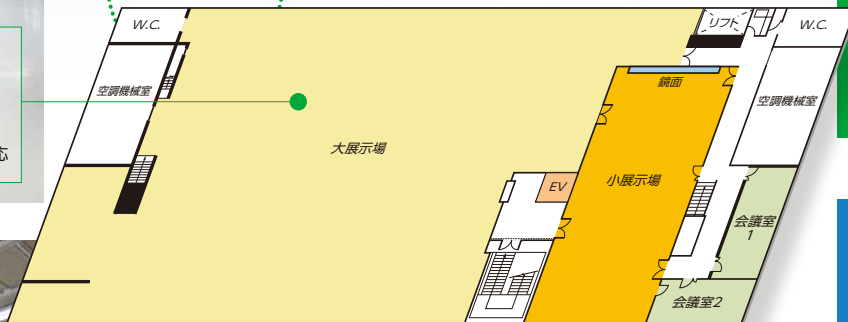 W.C.
リフト
W.C.
空調機械室
鏡面
空調機械室
応
大展示場
EV
小展示場
会議室
1
会議室2